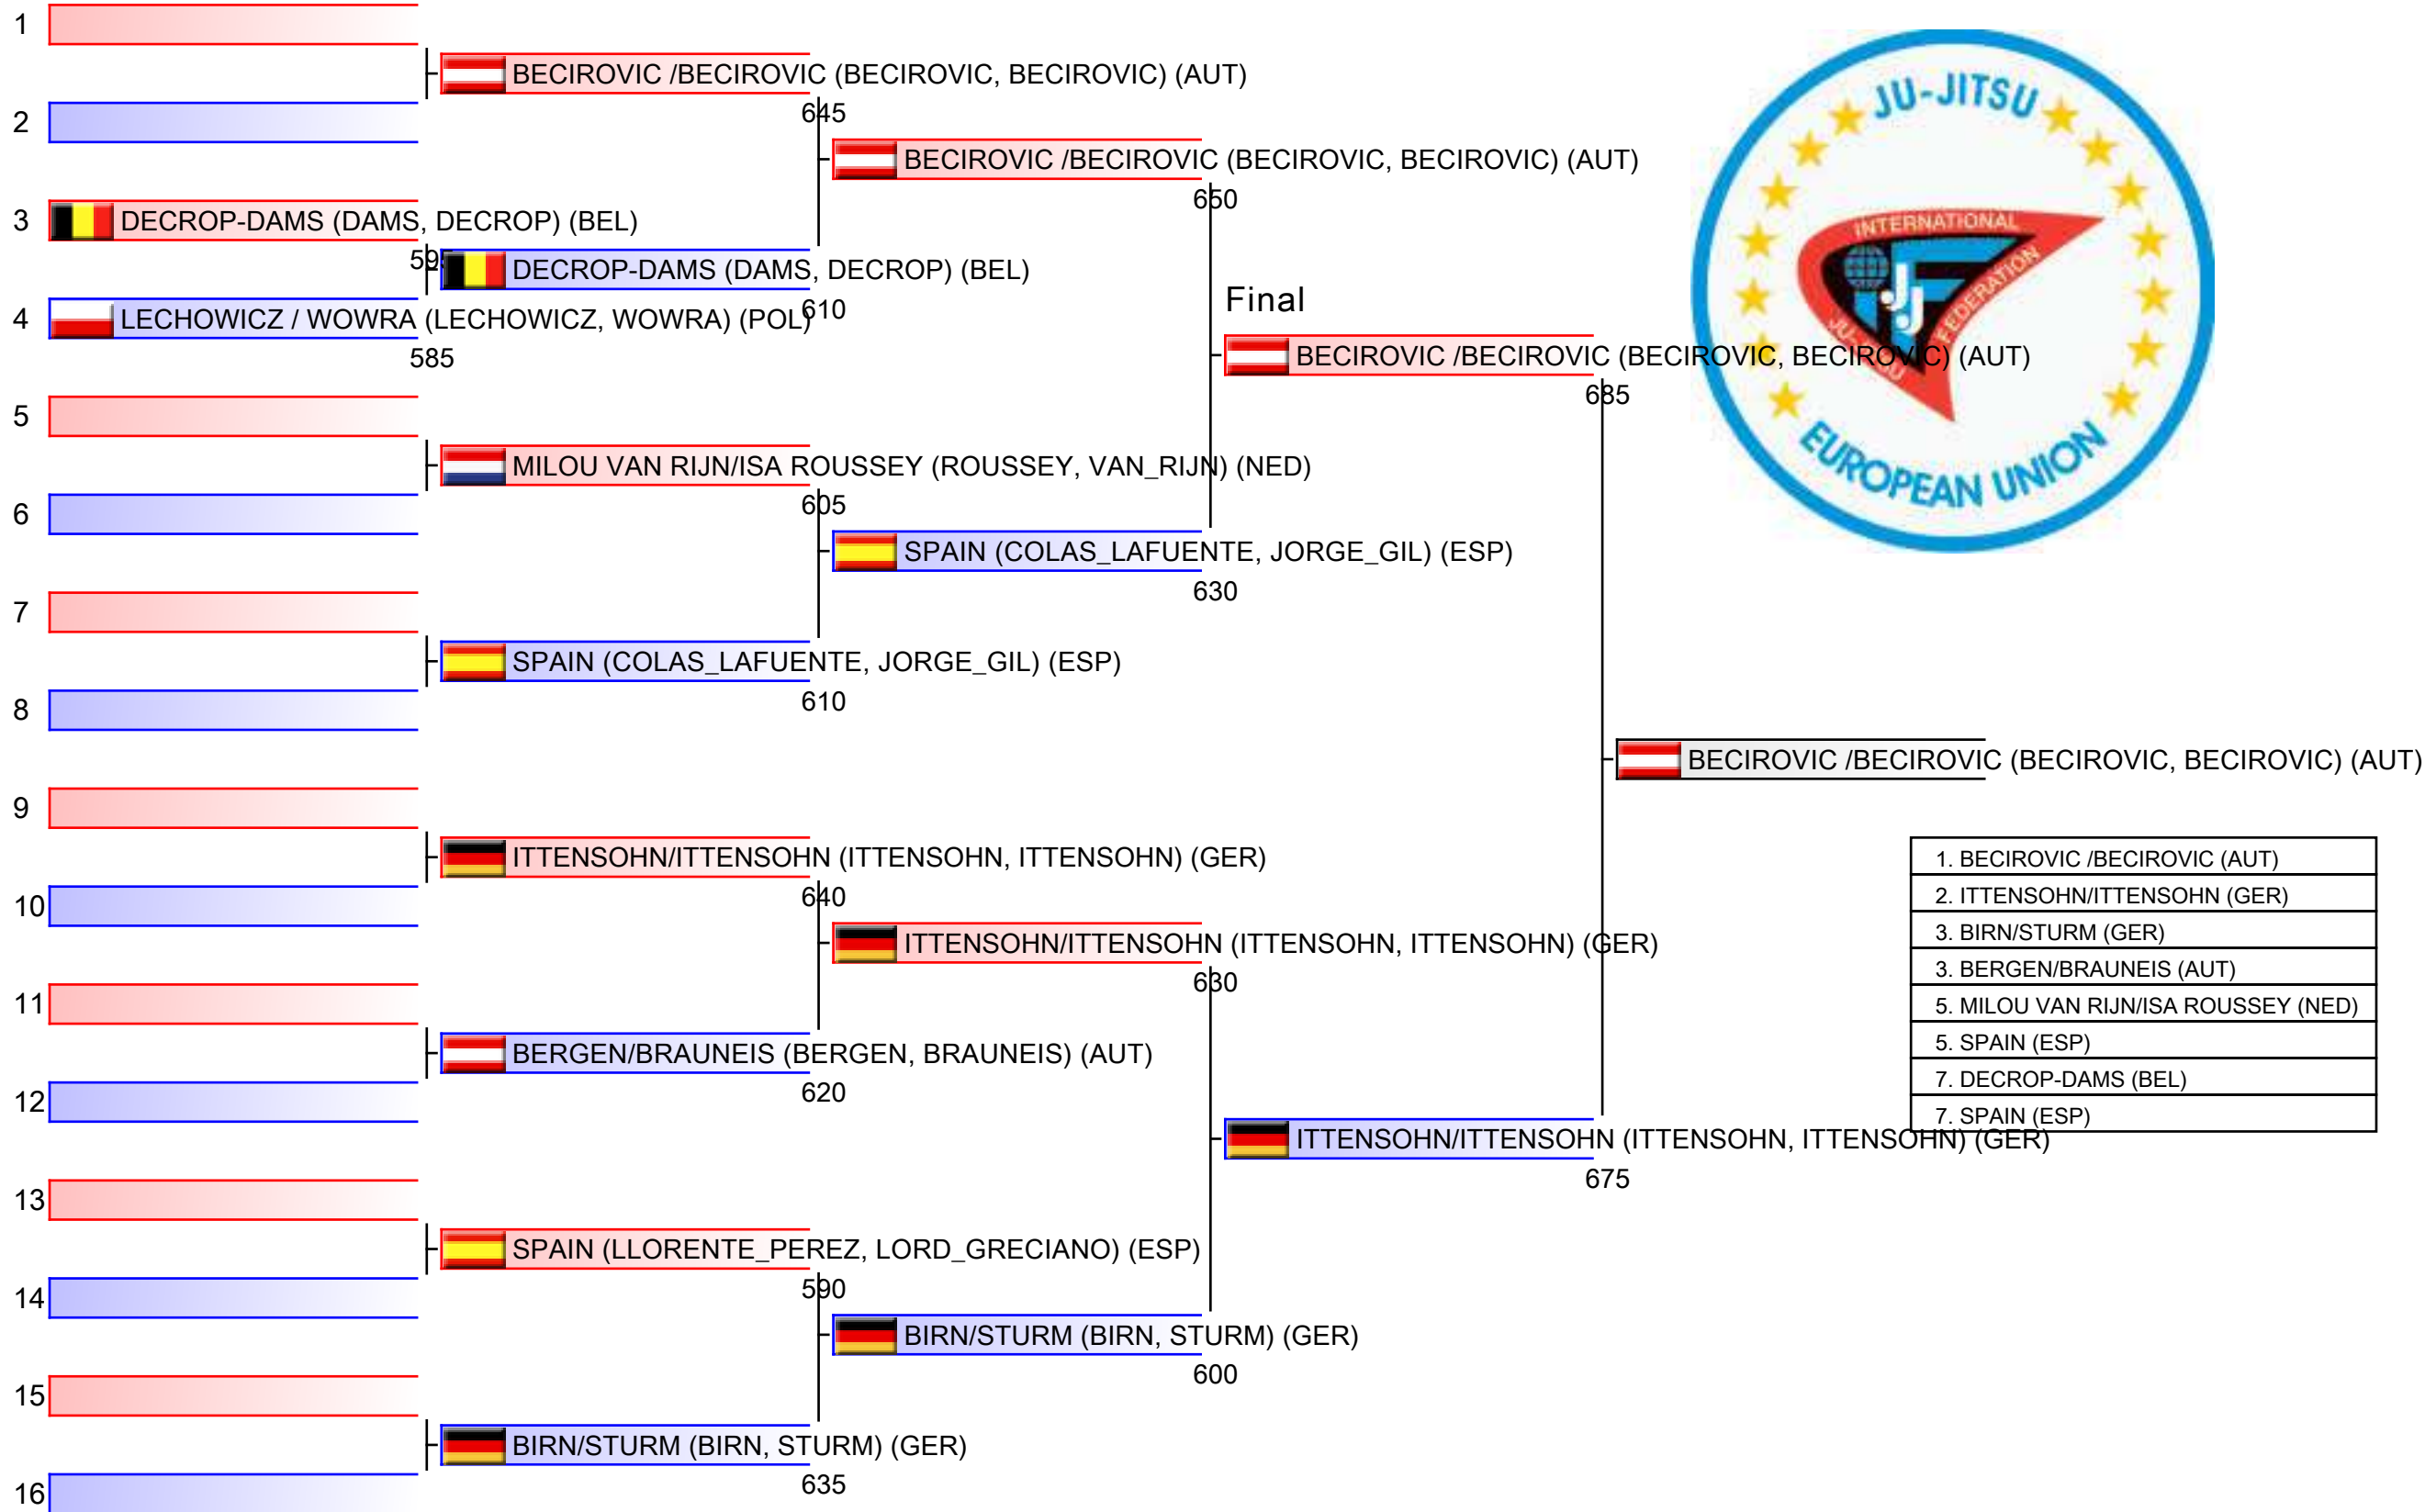 1
BECIROVIC /BECIROVIC (BECIROVIC, BECIROVIC) (AUT)
645
2
BECIROVIC /BECIROVIC (BECIROVIC, BECIROVIC) (AUT)
650
3
DECROP-DAMS (DAMS, DECROP) (BEL)
DECROP-DAMS (DAMS, DECROP) (BEL)
610
4
LECHOWICZ / WOWRA (LECHOWICZ, WOWRA) (POL)
585
Final
BECIROVIC /BECIROVIC (BECIROVIC, BECIROVIC) (AUT)
685
5
MILOU VAN RIJN/ISA ROUSSEY (ROUSSEY, VAN_RIJN) (NED)
605
6
SPAIN (COLAS_LAFUENTE, JORGE_GIL) (ESP)
630
7
SPAIN (COLAS_LAFUENTE, JORGE_GIL) (ESP)
610
8
BECIROVIC /BECIROVIC (BECIROVIC, BECIROVIC) (AUT)
9
ITTENSOHN/ITTENSOHN (ITTENSOHN, ITTENSOHN) (GER)
640
10
ITTENSOHN/ITTENSOHN (ITTENSOHN, ITTENSOHN) (GER)
630
11
BERGEN/BRAUNEIS (BERGEN, BRAUNEIS) (AUT)
620
12
ITTENSOHN/ITTENSOHN (ITTENSOHN, ITTENSOHN) (GER)
675
13
SPAIN (LLORENTE_PEREZ, LORD_GRECIANO) (ESP)
590
14
BIRN/STURM (BIRN, STURM) (GER)
600
15
BIRN/STURM (BIRN, STURM) (GER)
635
16
JU-JITSU
INTERNATIONAL
FEDERATION
JJ
EUROPEAN UNION
1. BECIROVIC /BECIROVIC (AUT)
2. ITTENSOHN/ITTENSOHN (GER)
3. BIRN/STURM (GER)
3. BERGEN/BRAUNEIS (AUT)
5. MILOU VAN RIJN/ISA ROUSSEY (NED)
5. SPAIN (ESP)
7. DECROP-DAMS (BEL)
7. SPAIN (ESP)